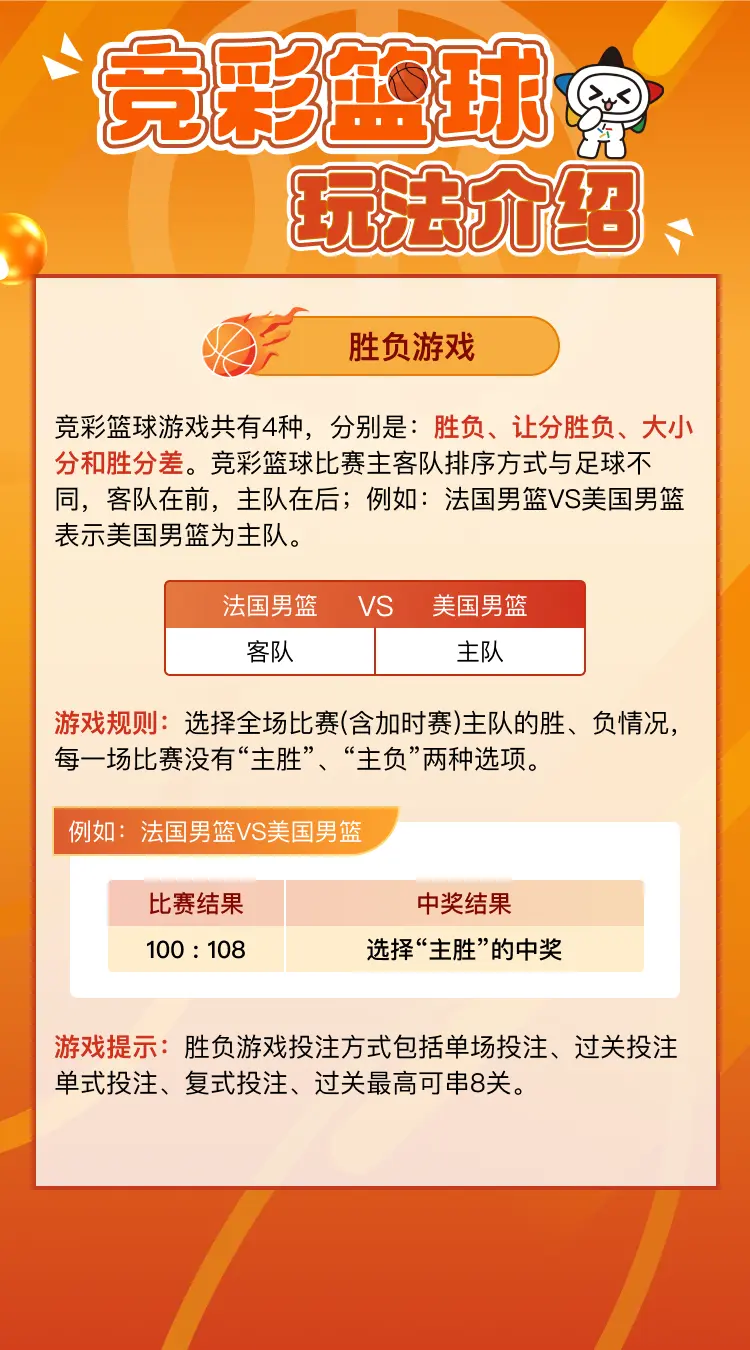 竞彩篮球
玩法介绍
胜负游戏
竞彩篮球游戏共有4种，分别是：胜负、让分胜负、大小
分和胜分差。竞彩篮球比赛主客队排序方式与足球不
同，客队在前，主队在后；例如：法国男篮VS美国男篮
表示美国男篮为主队。
法国男篮 VS 美国男篮
客队 主队
游戏规则：选择全场比赛(含加时赛)主队的胜、负情况，
每一场比赛没有“主胜”、“主负”两种选项。
例如：法国男篮VS美国男篮
比赛结果 中奖结果
100 : 108 选择“主胜”的中奖
游戏提示：胜负游戏投注方式包括单场投注、过关投注
单式投注、复式投注、过关最高可串8关。